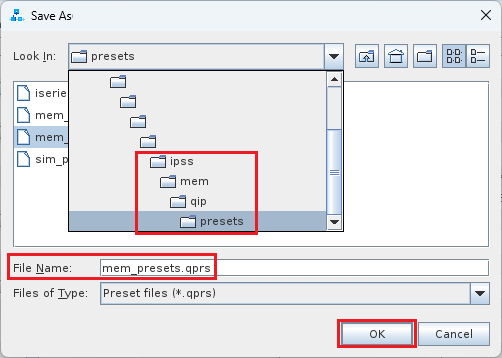 Save As
Look In:
presets
iserie
mem_
mem_
sim_p
ipss
mem
qip
presets
File Name:
mem_presets.qprs
Files of Type:
Preset files (*.qprs)
OK
Cancel